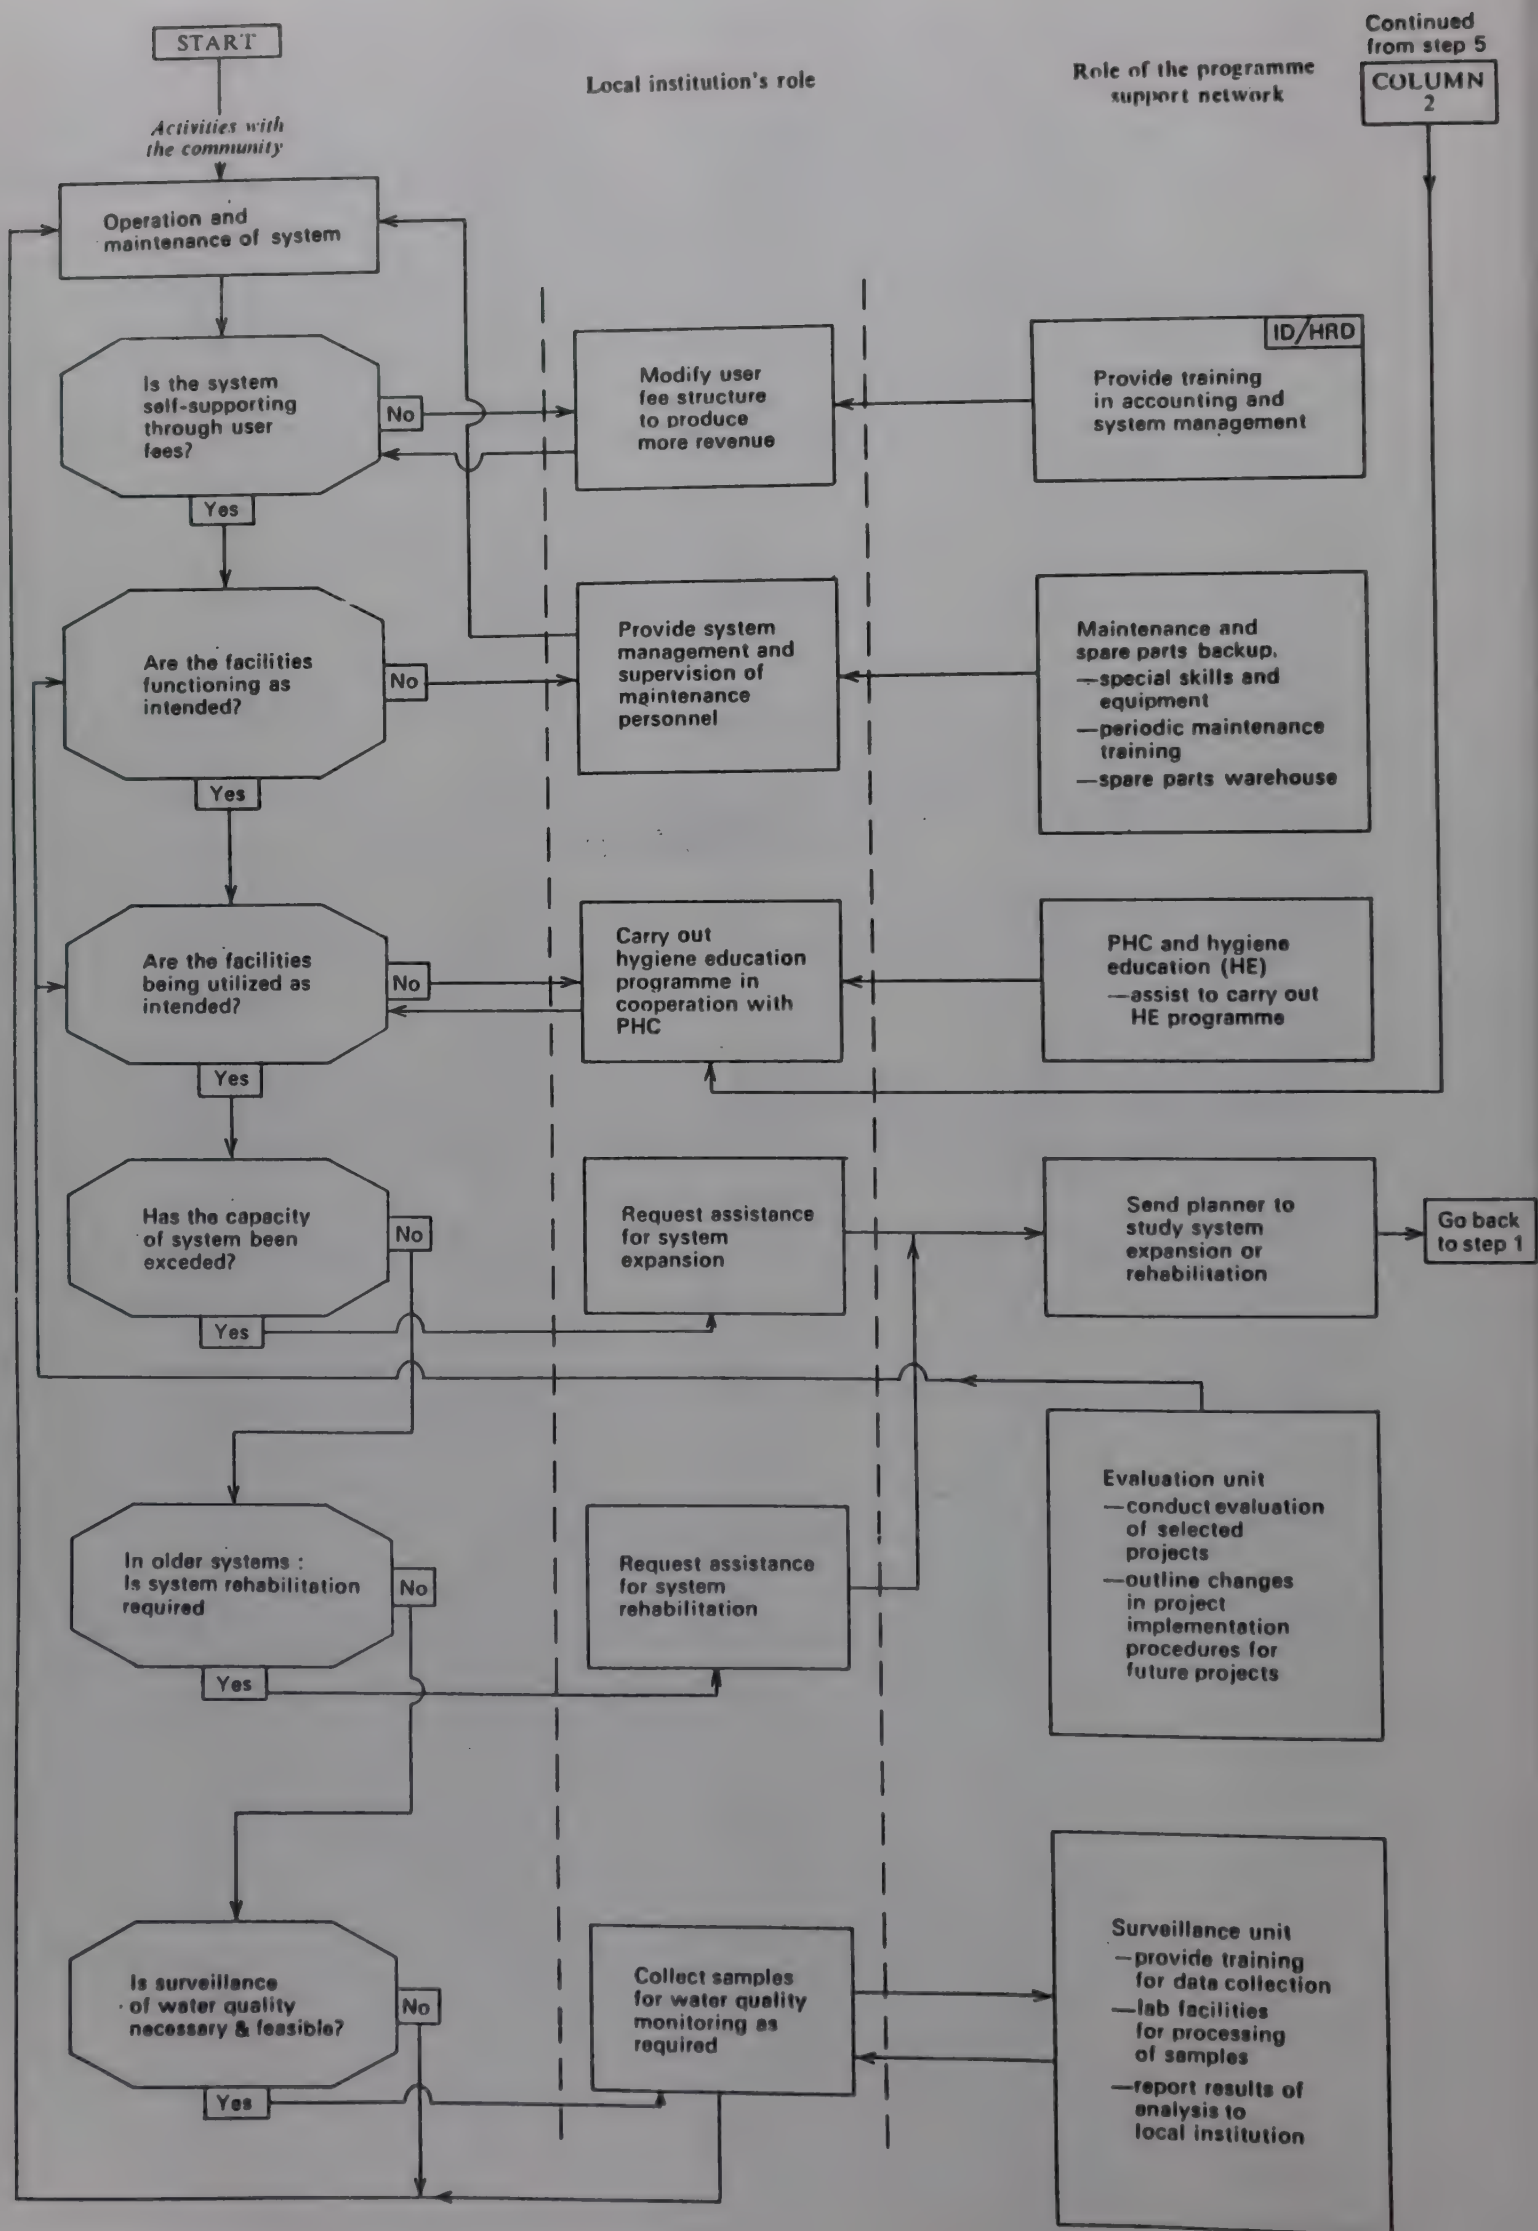 START
Activities with
the community
Local institution's role
Role of the programme
support network
Continued
from step 5
COLUMN
2
Operation and
maintenance of system
Is the system
self-supporting
through user
fees?
No
Yes
Modify user
fee structure
to produce
more revenue
ID/HRD
Provide training
in accounting and
system management
Are the facilities
functioning as
intended?
No
Yes
Provide system
management and
supervision of
maintenance
personnel
Maintenance and
spare parts backup.
—special skills and
equipment
—periodic maintenance
training
—spare parts warehouse
Are the facilities
being utilized as
intended?
No
Yes
Carry out
hygiene education
programme in
cooperation with
PHC
PHC and hygiene
education (HE)
—assist to carry out
HE programme
Has the capacity
of system been
exceded?
No
Yes
Request assistance
for system
expansion
Send planner to
study system
expansion or
rehabilitation
Go back
to step 1
Evaluation unit
—conduct evaluation
of selected
projects
—outline changes
in project
implementation
procedures for
future projects
In older systems :
Is system rehabilitation
required
No
Yes
Request assistance
for system
rehabilitation
Is surveillance
of water quality
necessary & feasible?
No
Yes
Collect samples
for water quality
monitoring as
required
Surveillance unit
—provide training
for data collection
—lab facilities
for processing
of samples
—report results of
analysis to
local institution